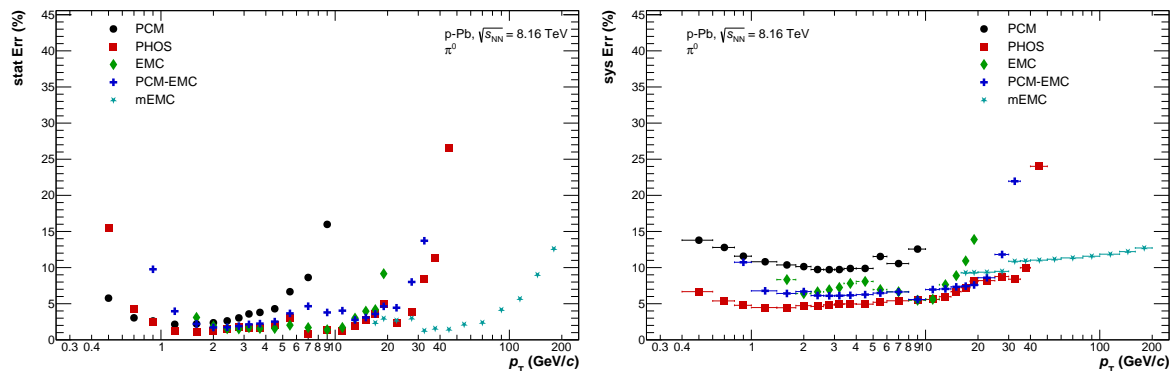 stat Err (%)
45
40
35
30
25
20
15
10
5
0
PCM
PHOS
EMC
PCM-EMC
mEMC
p-Pb, √sNN = 8.16 TeV
π0
0.3 0.4 1 2 3 4 5 6 7 8 910 20 30 40 100 200
pT (GeV/c)
sys Err (%)
45
40
35
30
25
20
15
10
5
0
p-Pb, √sNN = 8.16 TeV
π0
PCM
PHOS
EMC
PCM-EMC
mEMC
0.3 0.4 1 2 3 4 5 6 7 8 910 20 30 40 100 200
pT (GeV/c)